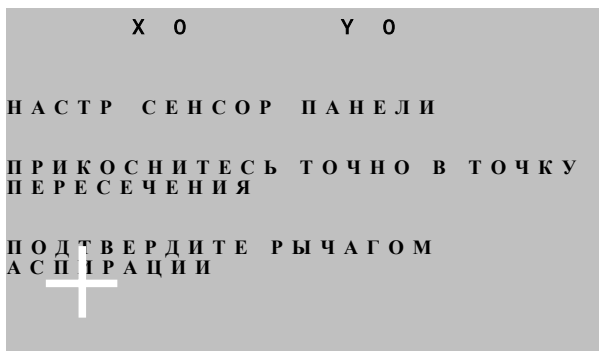 X 0 Y 0
НАСТР СЕНСОР ПАНЕЛИ
ПРИКОСНИТЕСЬ ТОЧНО В ТОЧКУ
ПЕРЕСЕЧЕНИЯ
ПОДТВЕРДИТЕ РЫЧАГОМ
АСПИРАЦИИ